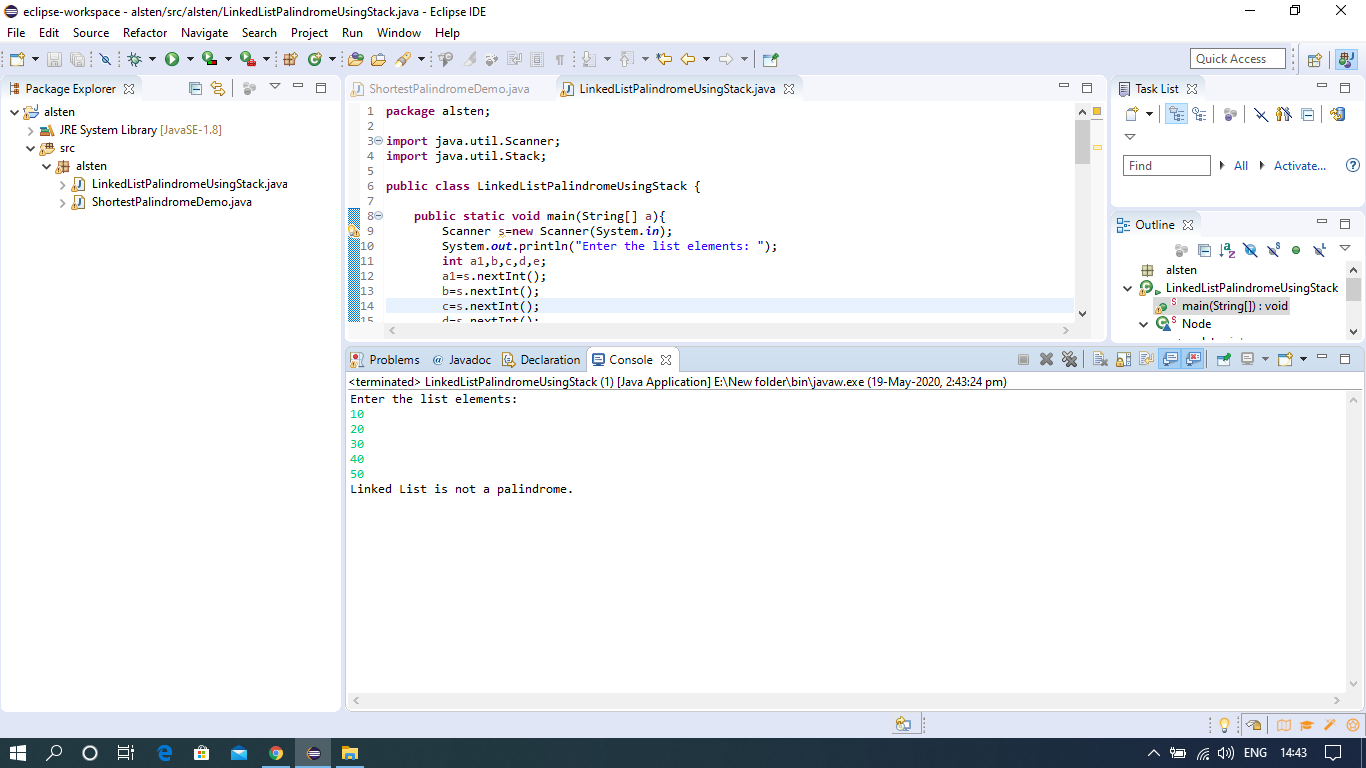 eclipse-workspace - alsten/src/alsten/LinkedListPalindromeUsingStack.java - Eclipse IDE
File Edit Source Refactor Navigate Search Project Run Window Help
Quick Access
Package Explorer
alsten
JRE System Library [JavaSE-1.8]
src
alsten
LinkedListPalindromeUsingStack.java
ShortestPalindromeDemo.java
ShortestPalindromeDemo.java LinkedListPalindromeUsingStack.java
1 package alsten;
2
3 import java.util.Scanner;
4 import java.util.Stack;
5
6 public class LinkedListPalindromeUsingStack {
7
8 public static void main(String[] a){
9 Scanner s=new Scanner(System.in);
10 System.out.println("Enter the list elements: ");
11 int a1,b,c,d,e;
12 a1=s.nextInt();
13 b=s.nextInt();
14 c=s.nextInt();
15 d=s.nextInt();
Task List
Find All Activate...
Outline
alsten
LinkedListPalindromeUsingStack
main(String[]) : void
Node
Problems @ Javadoc Declaration Console
<terminated> LinkedListPalindromeUsingStack (1) [Java Application] E:\New folder\bin\javaw.exe (19-May-2020, 2:43:24 pm)
Enter the list elements:
10
20
30
40
50
Linked List is not a palindrome.
ENG 14:43